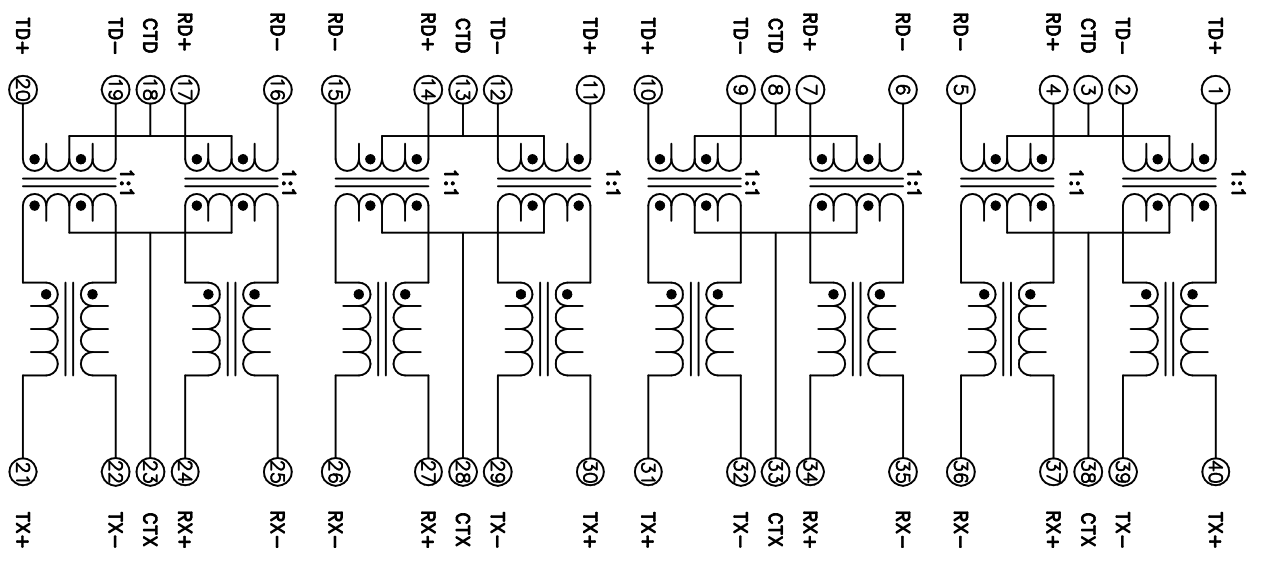 TD+ TD- CTD RD+ RD- RD- RD+ CTD TD- TD+ TD+ TD- CTD RD+ RD- RD- RD+ CTD TD- TD+
20 19 18 17 16 15 14 13 12 11 10 9 8 7 6 5 4 3 2 1
1:1 1:1 1:1 1:1 1:1 1:1 1:1 1:1
21 22 23 24 25 26 27 28 29 30 31 32 33 34 35 36 37 38 39 40
TX+ TX- CTX RX+ RX- RX- RX+ CTX TX- TX+ TX+ TX- CTX RX+ RX- RX- RX+ CTX TX- TX+